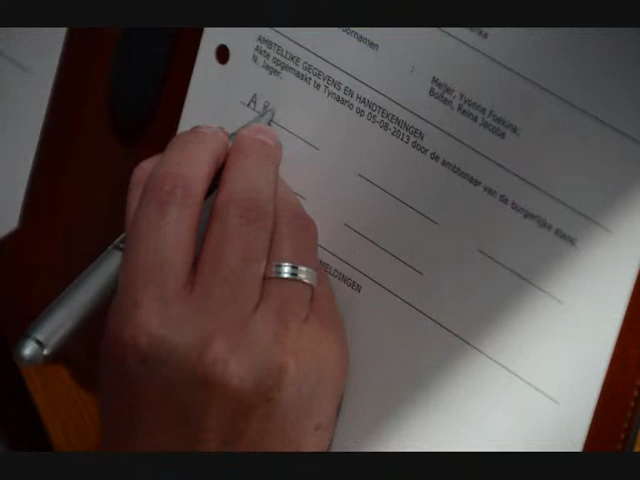 Voornamen
:
Meijer, Yvonne Foekina;
Bollen, Reina Jacoba
AMBTELIJKE GEGEVENS EN HANDTEKENINGEN
Akte opgemaakt te Tynaarlo op 05-08-2013 door de ambtenaar van de burgerlijke stand,
N. Jager.
A
MELDINGEN